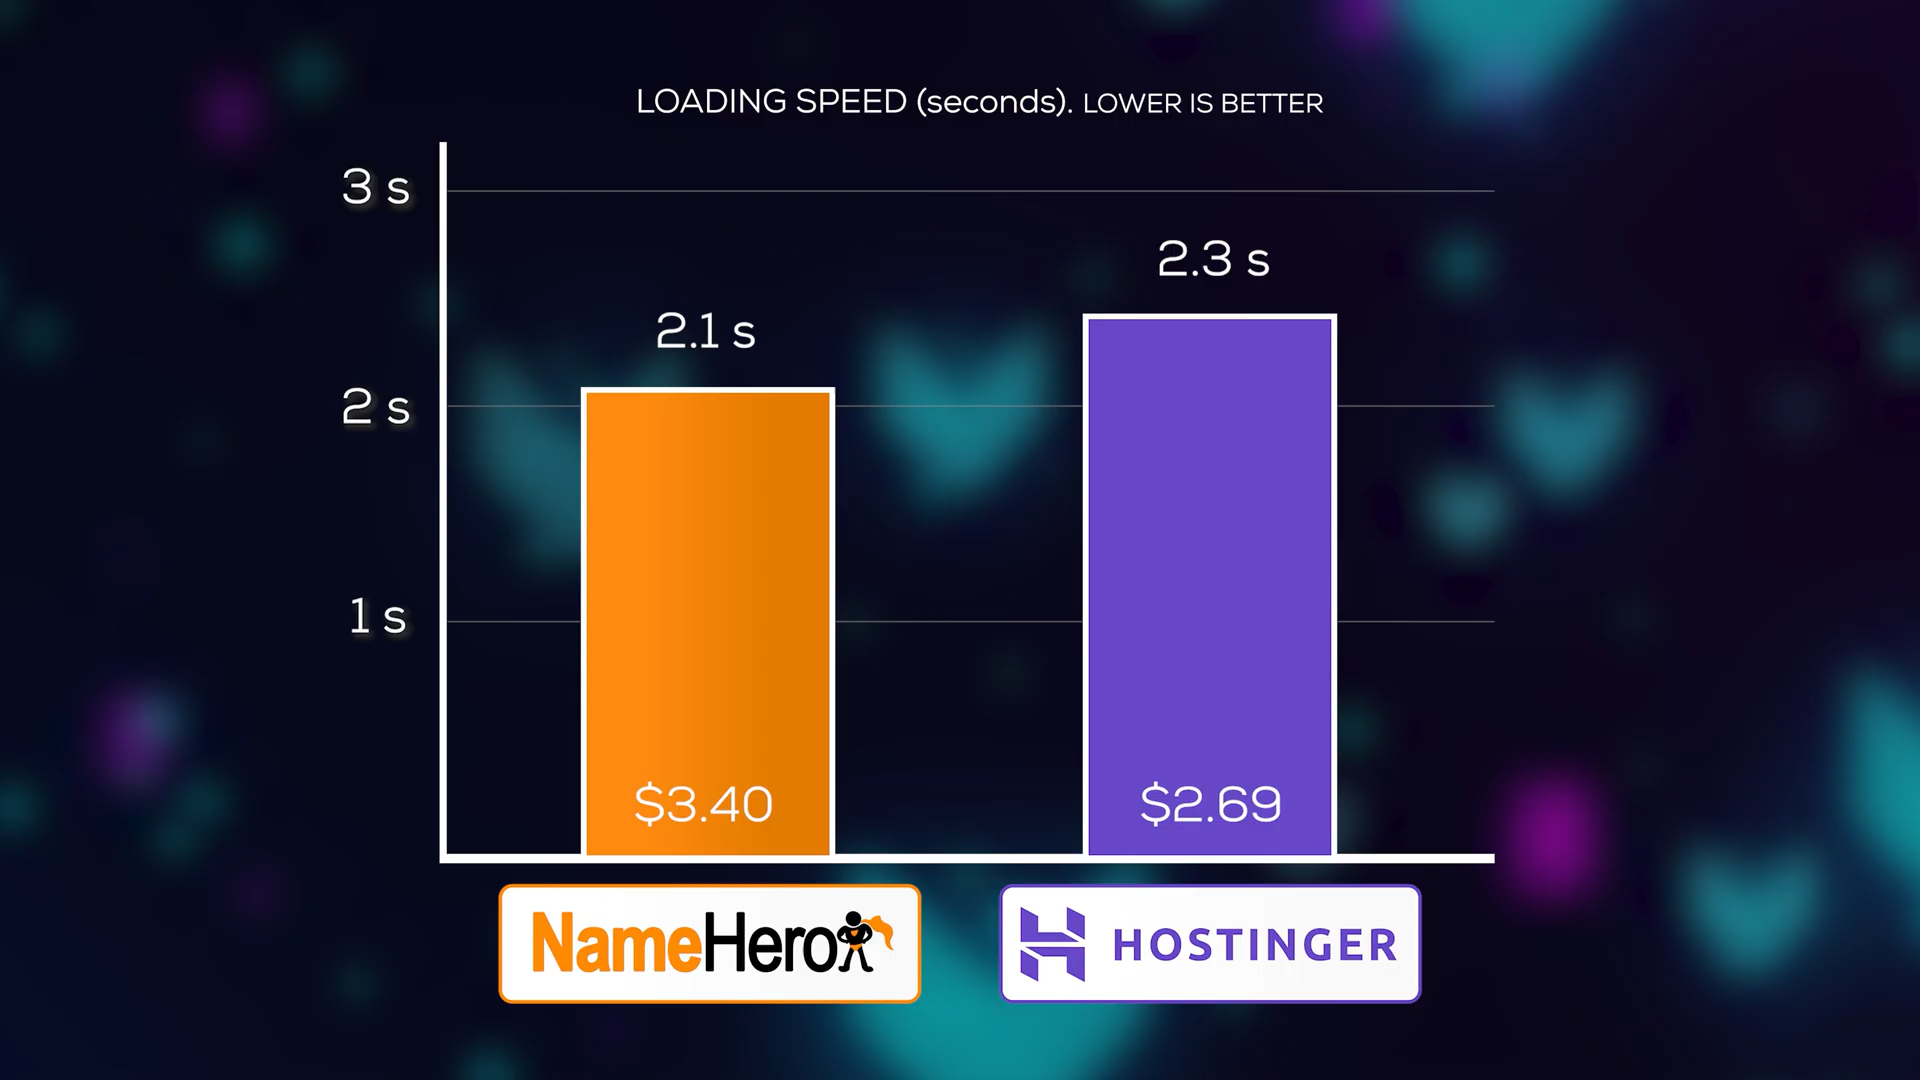 LOADING SPEED (seconds). LOWER IS BETTER
3 s
2.3 s
2.1 s
2 s
1 s
$3.40
$2.69
NameHero
HOSTINGER